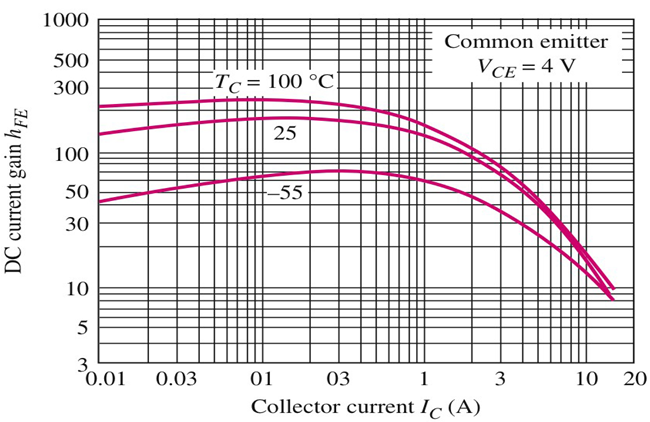 1000
500
300
100
50
30
10
5
3
DC current gain hFE
Common emitter
VCE = 4 V
TC = 100 °C
25
–55
0.01 0.03 01 03 1 3 10 20
Collector current IC (A)